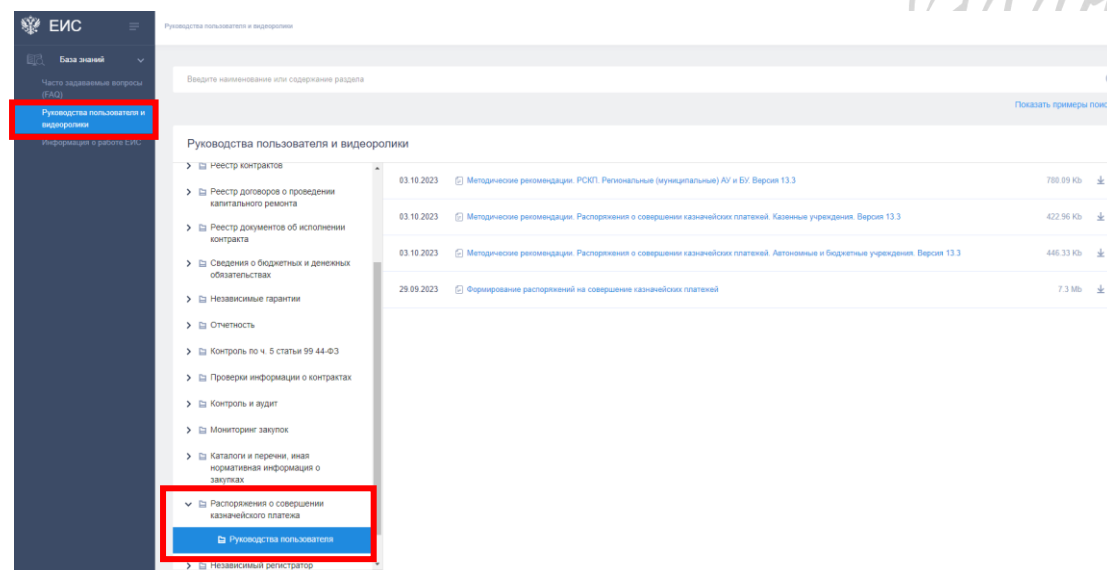 ЕИС
Руководства пользователя и видеоролики
База знаний
Часто задаваемые вопросы
(FAQ)
Руководства пользователя и
видеоролики
Информация о работе ЕИС
Введите наименование или содержание раздела
Показать примеры поис
Руководства пользователя и видеоролики
Реестр контрактов
Реестр договоров о проведении
капитального ремонта
Реестр документов об исполнении
контракта
Сведения о бюджетных и денежных
обязательствах
Независимые гарантии
Отчетность
Контроль по ч. 5 статьи 99 44-ФЗ
Проверки информации о контрактах
Контроль и аудит
Мониторинг закупок
Каталоги и перечни, иная
нормативная информация о
закупках
Распоряжения о совершении
казначейского платежа
Руководства пользователя
Независимый регистратор
03.10.2023 Методические рекомендации. РСКП. Региональные (муниципальные) АУ и БУ. Версия 13.3 780.09 Kb
03.10.2023 Методические рекомендации. Распоряжения о совершении казначейских платежей. Казенные учреждения. Версия 13.3 422.96 Kb
03.10.2023 Методические рекомендации. Распоряжения о совершении казначейских платежей. Автономные и бюджетные учреждения. Версия 13.3 446.33 Kb
29.09.2023 Формирование распоряжений на совершение казначейских платежей 7.3 Mb